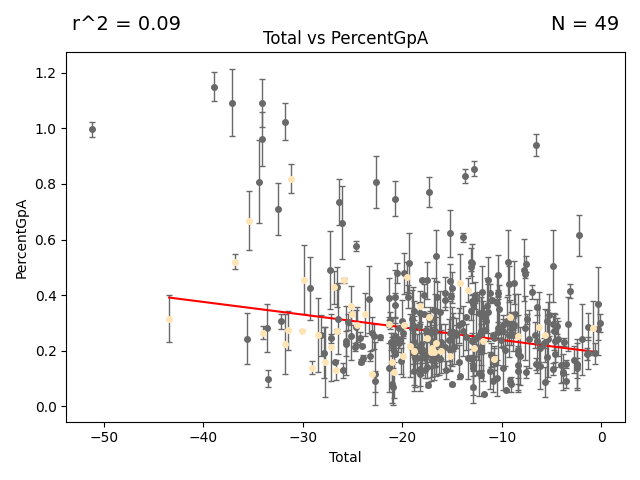 r^2 = 0.09
N = 49
Total vs PercentGpA
PercentGpA
1.2
1.0
0.8
0.6
0.4
0.2
0.0
−50
−40
−30
−20
−10
0
Total